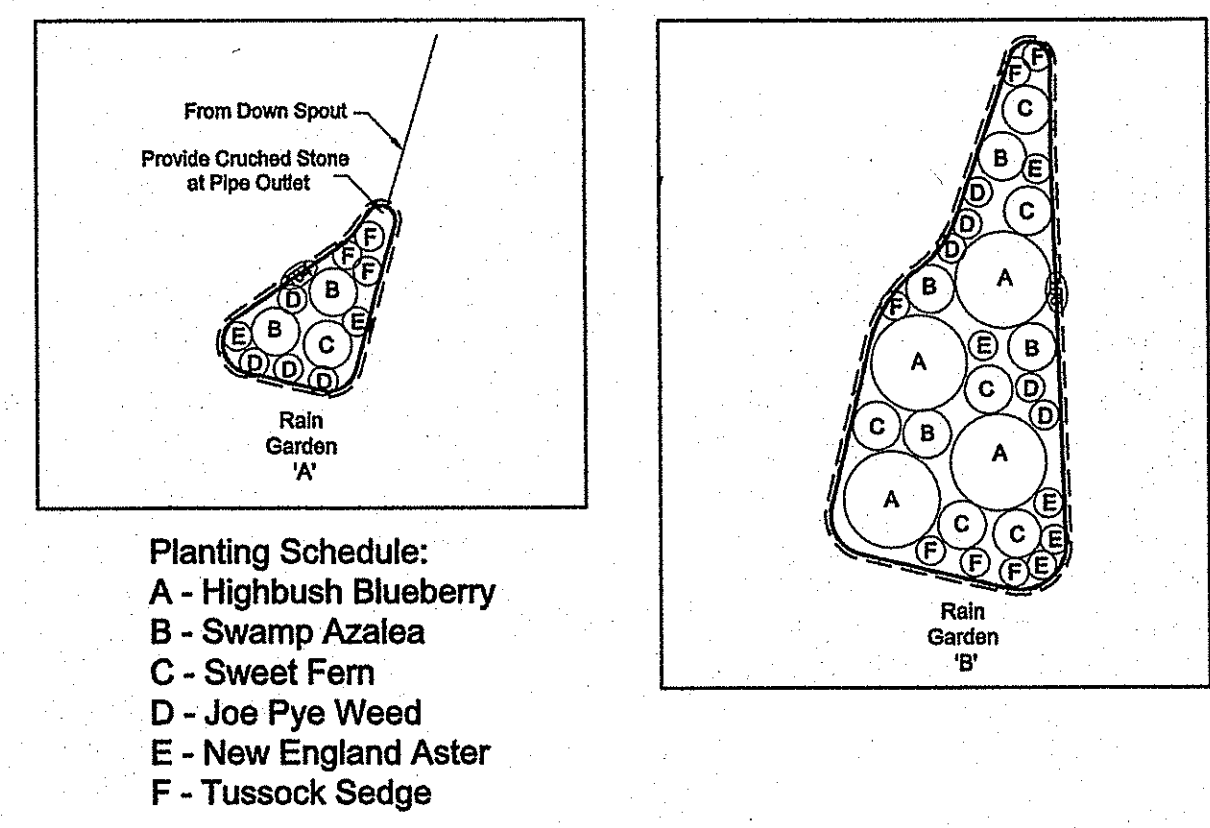 From Down Spout
Provide Cruched Stone
at Pipe Outlet
F
F
F
B
D
E
B
E
C
D
D
D
Rain
Garden
'A'
Planting Schedule:
A - Highbush Blueberry
B - Swamp Azalea
C - Sweet Fern
D - Joe Pye Weed
E - New England Aster
F - Tussock Sedge
F
F
C
B
E
D
C
D
D
A
B
F
E
B
A
C
D
D
C
B
A
A
E
C
C
E
F
F
F
E
Rain
Garden
'B'